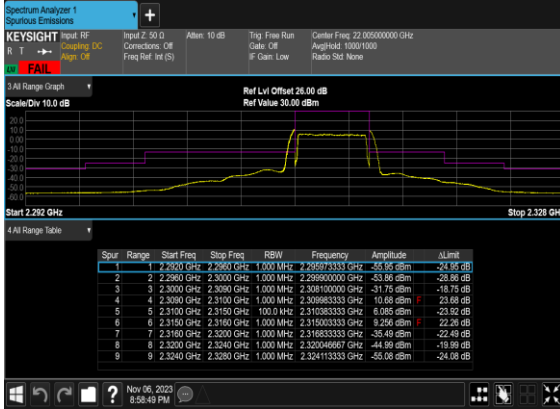 Spectrum Analyzer 1
Spurious Emissions
KEYSIGHT Input: RF Input Z: 50 Ω Atten: 10 dB Trig: Free Run Center Freq: 22.005000000 GHz
R T Coupling: DC Corrections: Off Gate: Off Avg|Hold: 1000/1000
Align: Off Freq Ref: Int (S) IF Gain: Low Radio Std: None
FAIL
3 All Range Graph
Ref Lvl Offset 26.00 dB
Scale/Div 10.0 dB Ref Value 30.00 dBm
20.0
10.0
0.00
-10.0
-20.0
-30.0
-40.0
-50.0
-60.0
Start 2.292 GHz Stop 2.328 GH
4 All Range Table
Spur Range Start Freq Stop Freq RBW Frequency Amplitude ΔLimit
1 1 2.2920 GHz 2.2960 GHz 1.000 MHz 2.295973333 GHz -55.95 dBm -24.95 dB
2 2 2.2960 GHz 2.3000 GHz 1.000 MHz 2.299900000 GHz -53.86 dBm -28.86 dB
3 3 2.3000 GHz 2.3090 GHz 1.000 MHz 2.308100000 GHz -31.75 dBm -18.75 dB
4 4 2.3090 GHz 2.3100 GHz 1.000 MHz 2.309983333 GHz 10.68 dBm F 23.68 dB
5 5 2.3100 GHz 2.3150 GHz 100.0 kHz 2.310383333 GHz 6.085 dBm -23.92 dB
6 6 2.3150 GHz 2.3160 GHz 1.000 MHz 2.315003333 GHz 9.256 dBm F 22.26 dB
7 7 2.3160 GHz 2.3200 GHz 1.000 MHz 2.316833333 GHz -35.49 dBm -22.49 dB
8 8 2.3200 GHz 2.3240 GHz 1.000 MHz 2.320046667 GHz -44.99 dBm -19.99 dB
9 9 2.3240 GHz 2.3280 GHz 1.000 MHz 2.324113333 GHz -55.08 dBm -24.08 dB
Nov 06, 2023
8:58:49 PM